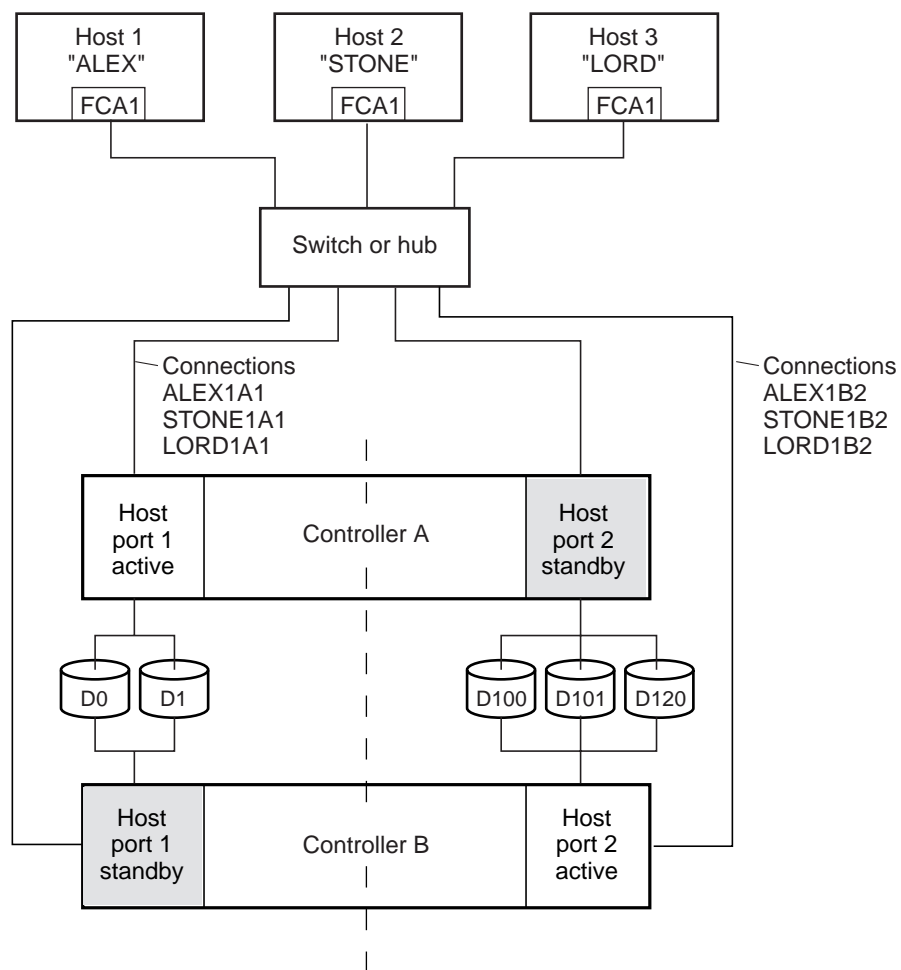 Host 1
"ALEX"
FCA1
Host 2
"STONE"
FCA1
Host 3
"LORD"
FCA1
Switch or hub
Connections
ALEX1A1
STONE1A1
LORD1A1
Connections
ALEX1B2
STONE1B2
LORD1B2
Host
port 1
active
Controller A
Host
port 2
standby
D0
D1
D100
D101
D120
Host
port 1
standby
Controller B
Host
port 2
active